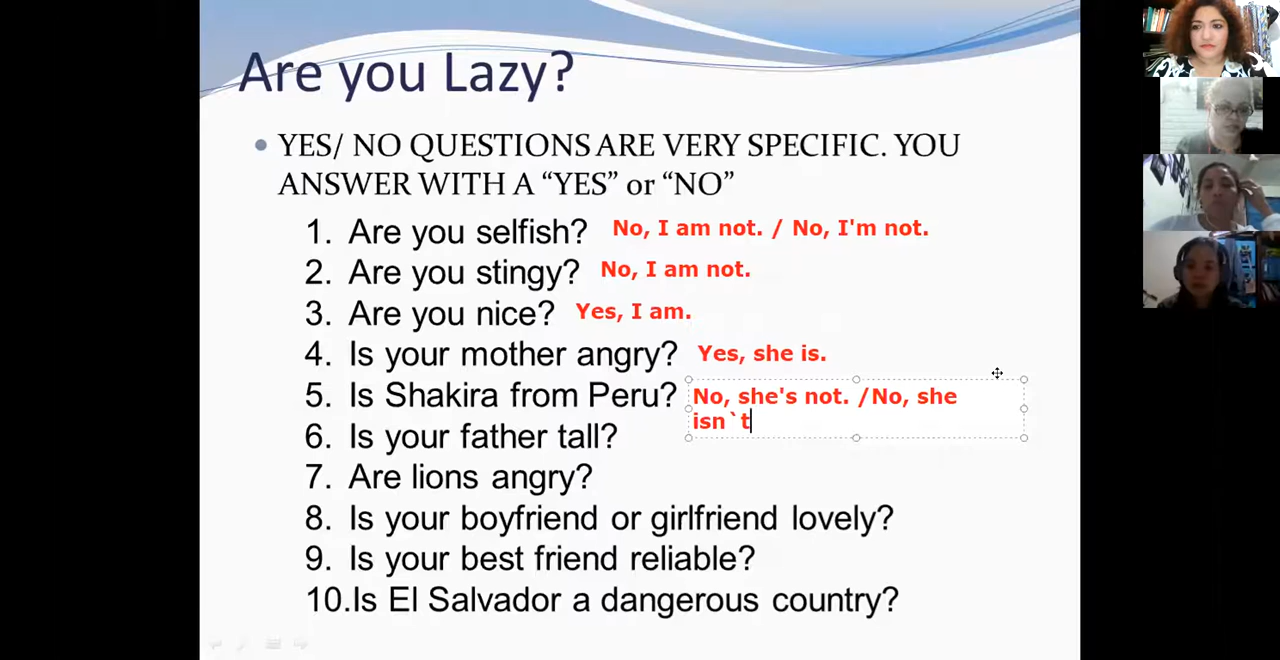 Are you Lazy?
• YES/ NO QUESTIONS ARE VERY SPECIFIC. YOU
ANSWER WITH A “YES” or “NO”
1. Are you selfish? No, I am not. / No, I'm not.
2. Are you stingy? No, I am not.
3. Are you nice? Yes, I am.
4. Is your mother angry? Yes, she is.
5. Is Shakira from Peru? No, she's not. /No, she
isn`t
6. Is your father tall?
7. Are lions angry?
8. Is your boyfriend or girlfriend lovely?
9. Is your best friend reliable?
10.Is El Salvador a dangerous country?